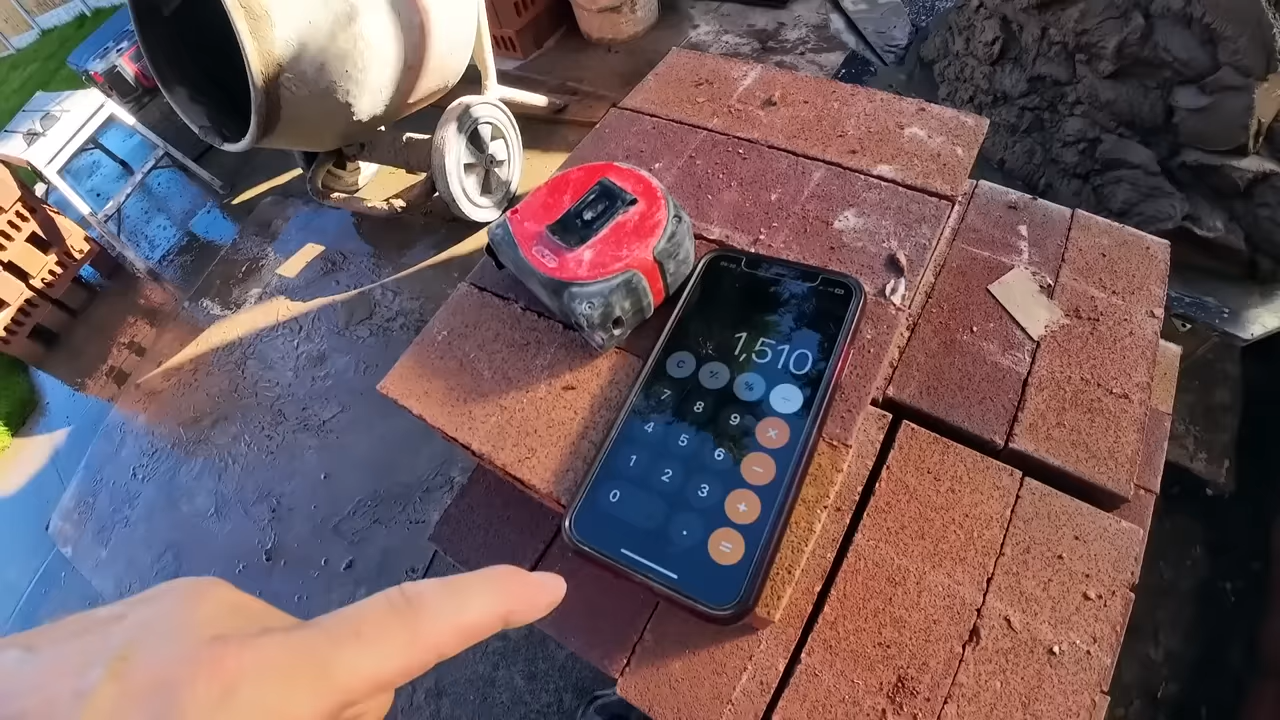 1,510
C ⁺∕₋ % ÷
7 8 9 ×
4 5 6 −
1 2 3 +
0 . =